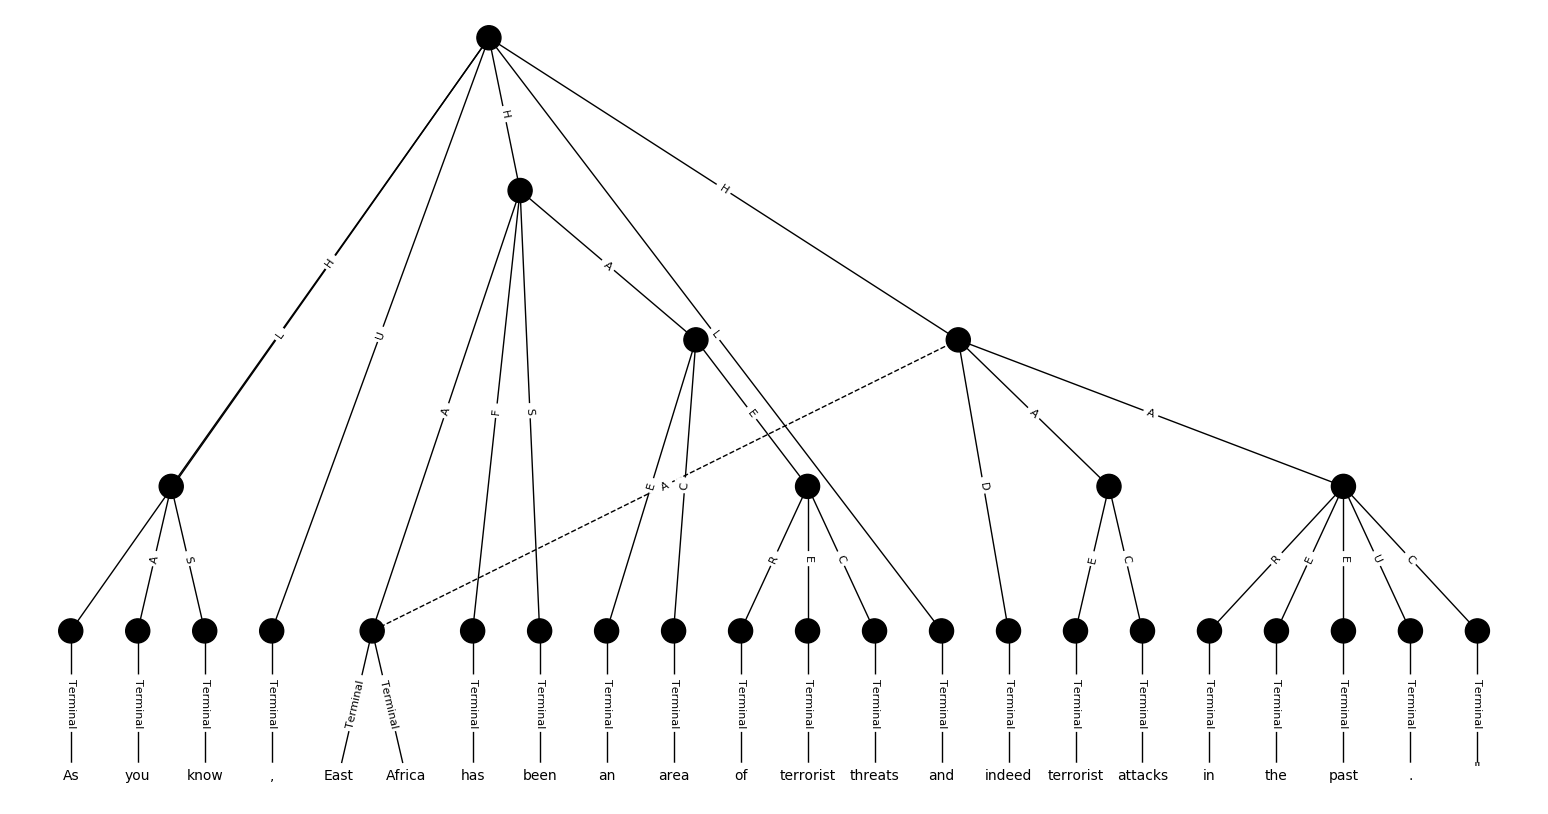 H
H
H
L
U
L
A
A
F
S
E
A
A
D
E
A
C
A
S
R
E
C
E
C
R
E
E
U
C
Terminal Terminal Terminal Terminal Terminal Terminal Terminal Terminal Terminal Terminal Terminal Terminal Terminal Terminal Terminal Terminal Terminal Terminal Terminal Terminal Terminal Terminal
As you know , East Africa has been an area of terrorist threats and indeed terrorist attacks in the past . "